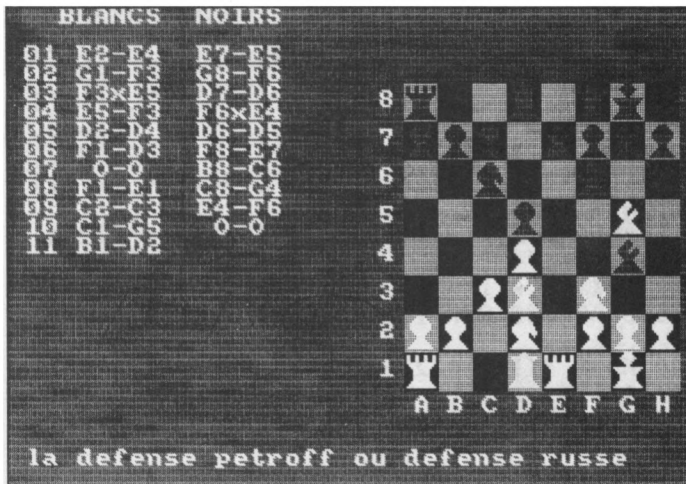 BLANCS NOIRS
01 E2-E4 E7-E5
02 G1-F3 G8-F6
03 F3xE5 D7-D6
04 E5-F3 F6xE4
05 D2-D4 D6-D5
06 F1-D3 F8-E7
07 O-O B8-C6
08 F1-E1 C8-G4
09 C2-C3 E4-F6
10 C1-G5 O-O
11 B1-D2
8
7
6
5
4
3
2
1
A B C D E F G H
la defense petroff ou defense russe